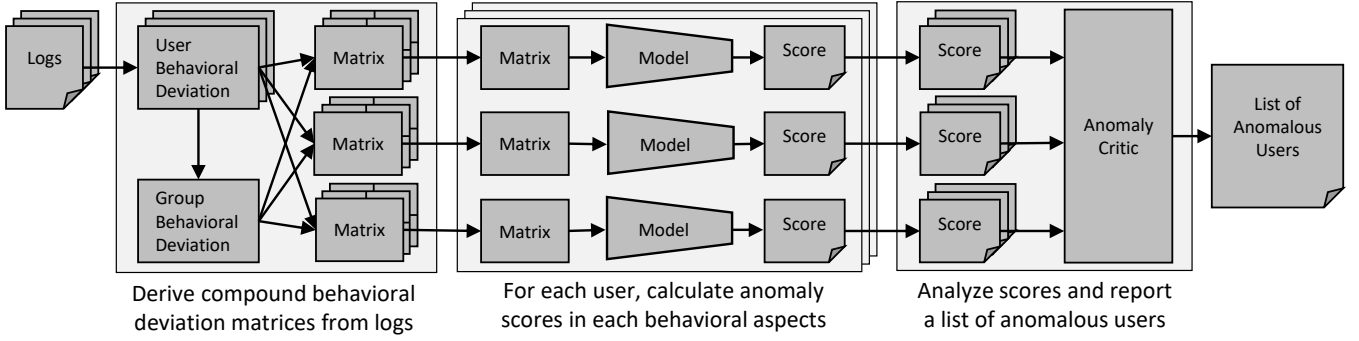 Logs
User
Behavioral
Deviation
Group
Behavioral
Deviation
Matrix
Matrix
Matrix
Matrix
Model
Score
Matrix
Model
Score
Matrix
Model
Score
Score
Score
Score
Anomaly
Critic
List of
Anomalous
Users
Derive compound behavioral
deviation matrices from logs
For each user, calculate anomaly
scores in each behavioral aspects
Analyze scores and report
a list of anomalous users